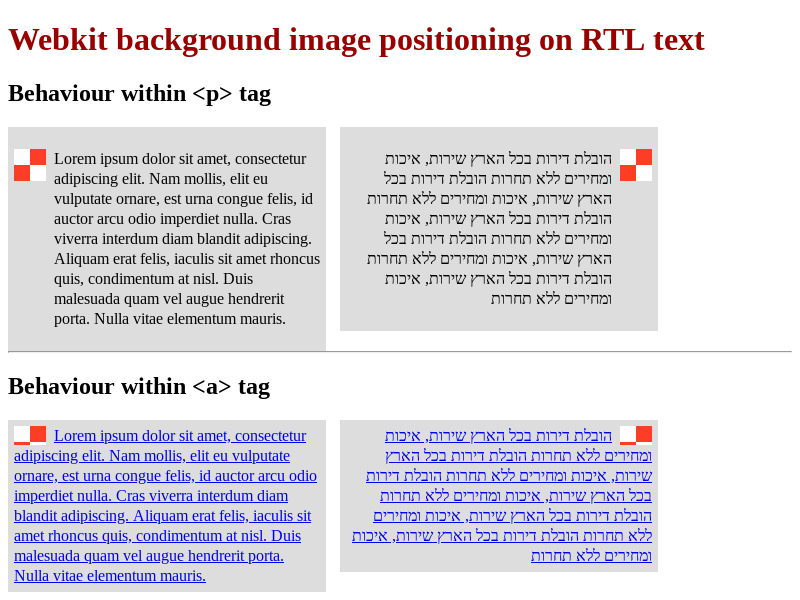 Webkit background image positioning on RTL text
Behaviour within <p> tag
Lorem ipsum dolor sit amet, consectetur
adipiscing elit. Nam mollis, elit eu
vulputate ornare, est urna congue felis, id
auctor arcu odio imperdiet nulla. Cras
viverra interdum diam blandit adipiscing.
Aliquam erat felis, iaculis sit amet rhoncus
quis, condimentum at nisl. Duis
malesuada quam vel augue hendrerit
porta. Nulla vitae elementum mauris.
הובלת דירות בכל הארץ שירות, איכות
ומחירים ללא תחרות הובלת דירות בכל
הארץ שירות, איכות ומחירים ללא תחרות
הובלת דירות בכל הארץ שירות, איכות
ומחירים ללא תחרות הובלת דירות בכל
הארץ שירות, איכות ומחירים ללא תחרות
הובלת דירות בכל הארץ שירות, איכות
ומחירים ללא תחרות
Behaviour within <a> tag
Lorem ipsum dolor sit amet, consectetur
adipiscing elit. Nam mollis, elit eu vulputate
ornare, est urna congue felis, id auctor arcu odio
imperdiet nulla. Cras viverra interdum diam
blandit adipiscing. Aliquam erat felis, iaculis sit
amet rhoncus quis, condimentum at nisl. Duis
malesuada quam vel augue hendrerit porta.
Nulla vitae elementum mauris.
הובלת דירות בכל הארץ שירות, איכות
ומחירים ללא תחרות הובלת דירות בכל הארץ
שירות, איכות ומחירים ללא תחרות הובלת דירות
בכל הארץ שירות, איכות ומחירים ללא תחרות
הובלת דירות בכל הארץ שירות, איכות ומחירים
ללא תחרות הובלת דירות בכל הארץ שירות, איכות
ומחירים ללא תחרות